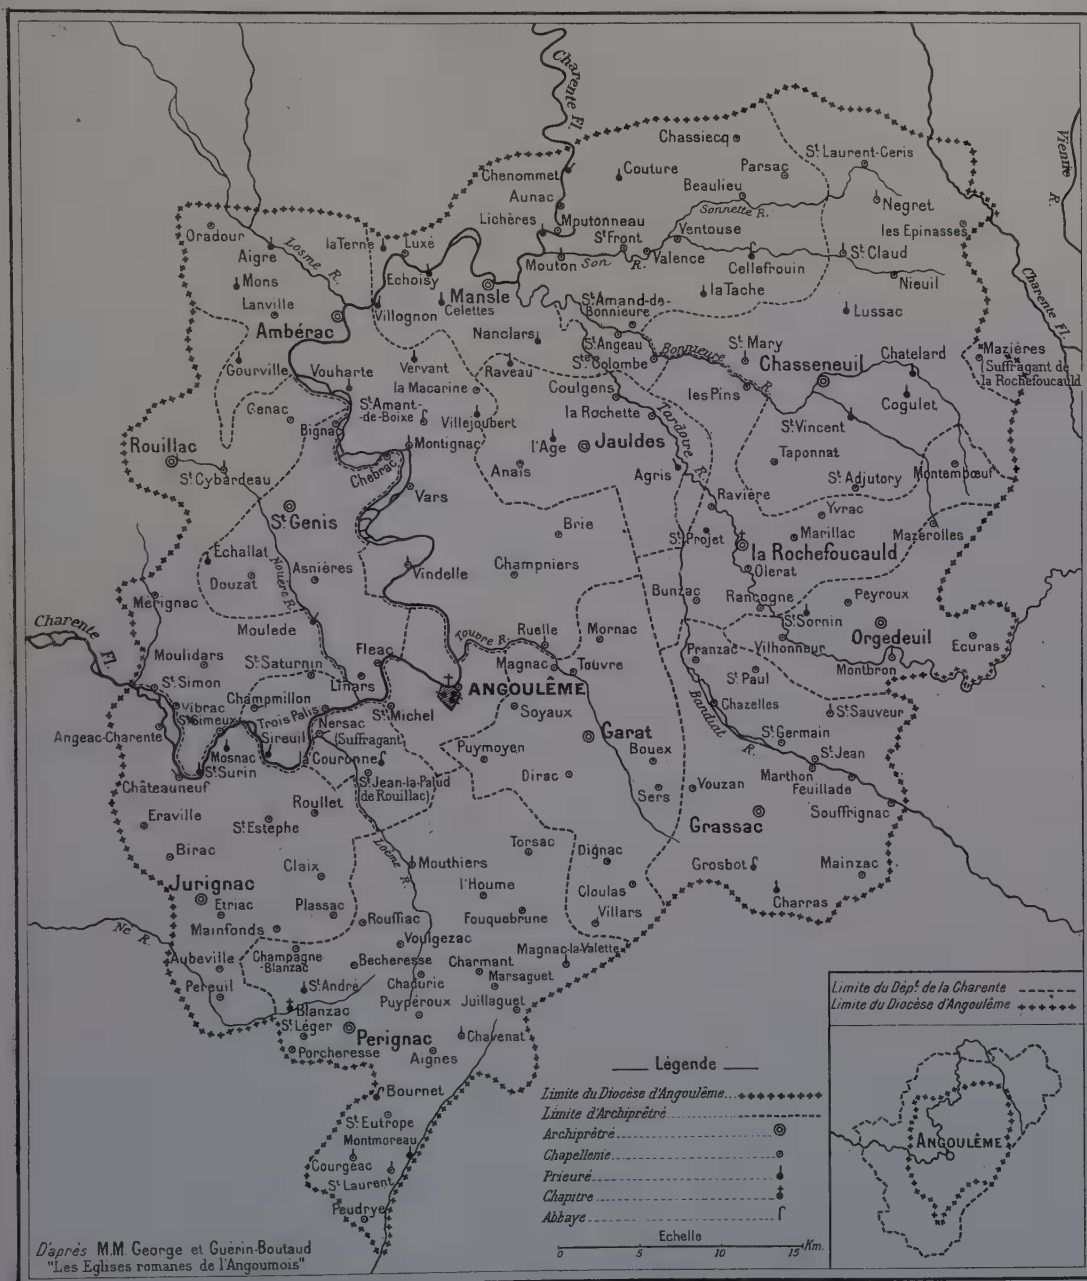 Charente Fl.
Vienne R.
Chassiecq
St Laurent-Ceris
Couture
Parsac
Chenommet
Beaulieu
Aunac
Sonnette R.
Negret
Lichères
Moutonneau
Ventouse
les Epinasses
Oradour
la Terne
Luxé
St Front
Losme R.
Aigre
Mouton
Son R.
Valence
Cellefrouin
St Claud
Echoisy
Nieuil
Charente Fl.
Mons
Mansle
la Tache
Lanville
Celettes
St Amand-de-Bonnieure
Lussac
Ambérac
Villognon
Nanclars
St Angeau
Bonnieure R.
St Mary
Ste Colombe
Chasseneuil
Chatelard
Mazières
(Suffragant de
la Rochefoucauld
Gourville
Vouharte
Vervant
Raveau
la Macarine
Coulgens
les Pins
Cogulet
Genac
St Amant-
de-Boixe
Villejoubert
la Rochette
St Vincent
Bignac
Montignac
l'Age
Jauldes
Tardoire R.
Rouillac
Chebrac
Anais
Agris
Taponnat
Montembœuf
St Cybardeau
Vars
St Adjutory
Ravière
St Genis
Yvrac
Brie
St Projet
Marillac
Mazerolles
la Rochefoucauld
Echallat
Asnières
Nouère R.
Douzat
Vindelle
Champniers
Olerat
Bunzac
Rancogne
Peyroux
Mérignac
St Sornin
Charente Fl.
Moulede
Touvre R.
Ruelle
Mornac
Orgedeuil
Ecuras
Moulidars
Fleac
Vilhonneur
St Saturnin
Magnac
Touvre
Pranzac
Montbron
St Simon
Champmillon
Linars
ANGOULÊME
St Paul
Vibrac
Trois Palis
St Michel
Soyaux
Chazelles
St Sauveur
St Simeux
Nersac
(Suffragant)
Angeac-Charente
Sireuil
Garat
Bandiat R.
St Germain
Mosnac
la Couronne
Puymoyen
Bouex
St Jean
St Surin
Châteauneuf
St Jean-la-Palud
de Rouillac)
Dirac
Marthon
Feuillade
Roullet
Sers
Vouzan
Eraville
St Estèphe
Souffrignac
Grassac
Birac
Torsac
Dignac
Claix
Loëme R.
Mouthiers
Grosbot
Mainzac
Jurignac
l'Houme
Cloulas
Etriac
Plassac
Charras
Mainfonds
Rouffiac
Fouquebrune
Villars
Né R.
Voulgezac
Aubeville
Champagne
-Blanzac
Becheresse
Charmant
Magnac-la-Valette
Pereuil
St André
Chadurie
Marsaguet
Blanzac
Puypéroux
Juillaguet
St Léger
Perignac
Chavenat
Porcheresse
Aignes
Bournet
St Eutrope
Montmoreau
Courgeac
St Laurent
Peudrye
Limite du Dépt. de la Charente
Limite du Diocèse d'Angoulême
ANGOULÊME
Légende
Limite du Diocèse d'Angoulême
Limite d'Archiprêtré
Archiprêtré
Chapellenie
Prieuré
Chapitre
Abbaye
Echelle
0 5 10 15 Km.
D'après M.M. George et Guérin-Boutaud
"Les Eglises romanes de l'Angoumois"